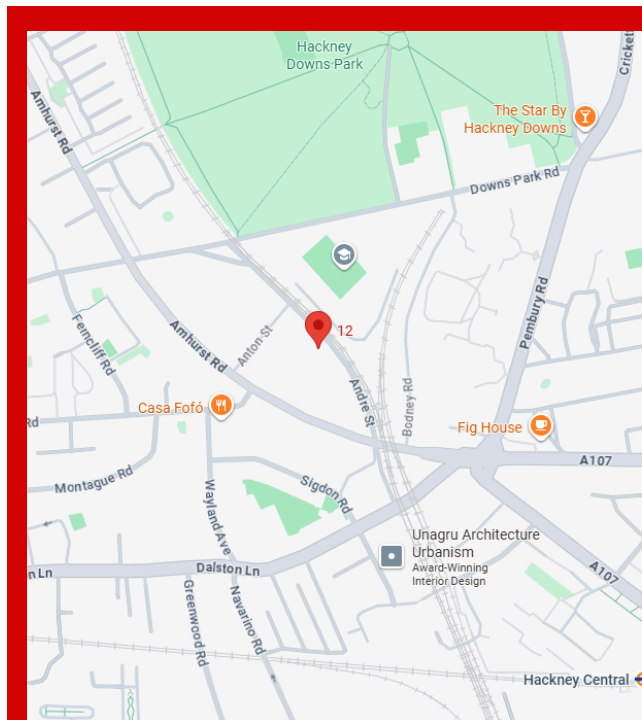 Hackney
Downs Park
Cricket
Amhurst Rd
The Star By
Hackney Downs
Downs Park Rd
Pembury Rd
Ferncliff Rd
Anton St
12
Amhurst Rd
Andre St
Bodney Rd
Casa Fofó
Rd
Fig House
A107
Montague Rd
Sigdon Rd
Wayland Ave
Unagru Architecture
Urbanism
Award-Winning
Interior Design
n Ln
Dalston Ln
A107
Greenwood Rd
Navarino Rd
Hackney Central